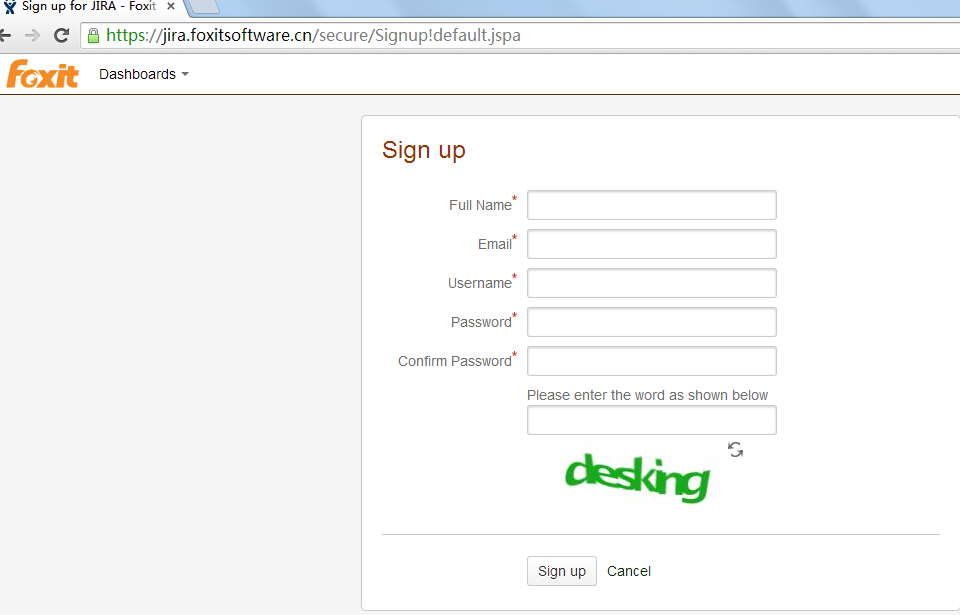 Sign up for JIRA - Foxit
https://jira.foxitsoftware.cn/secure/Signup!default.jspa
Foxit Dashboards
Sign up
Full Name*
Email*
Username*
Password*
Confirm Password*
Please enter the word as shown below
desking
Sign up Cancel